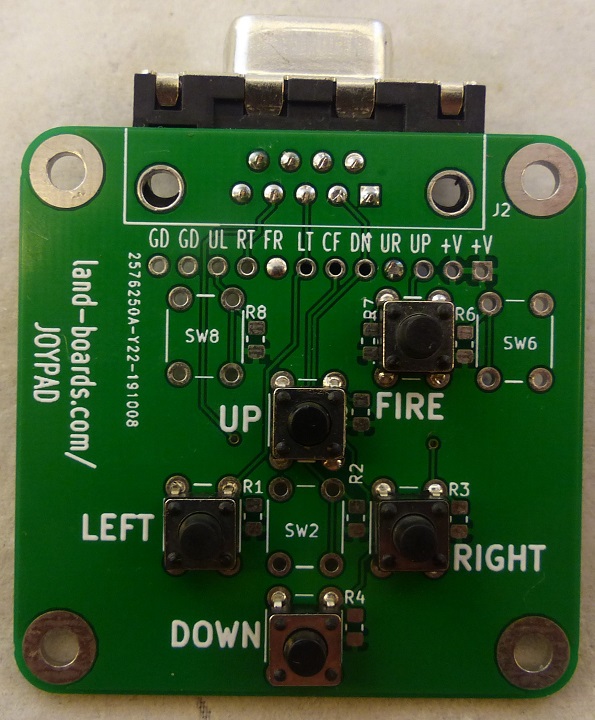 J2
GD GD UL RT FR LT CF DN UR UP +V +V
2576250A-Y22-191008
land-boards.com/
JOYPAD
R8
R7
R6
SW8
SW6
UP
FIRE
R2
R1
R3
LEFT
SW2
RIGHT
R4
DOWN